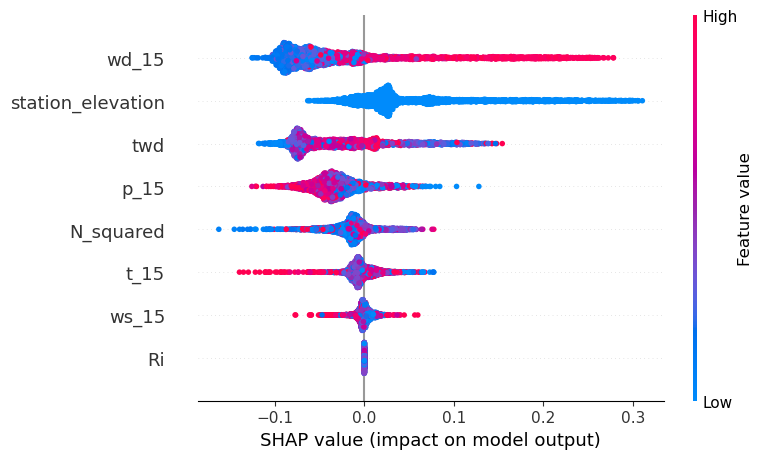 High
wd_15
station_elevation
twd
p_15
N_squared
t_15
ws_15
Ri
Feature value
Low
−0.1 0.0 0.1 0.2 0.3
SHAP value (impact on model output)